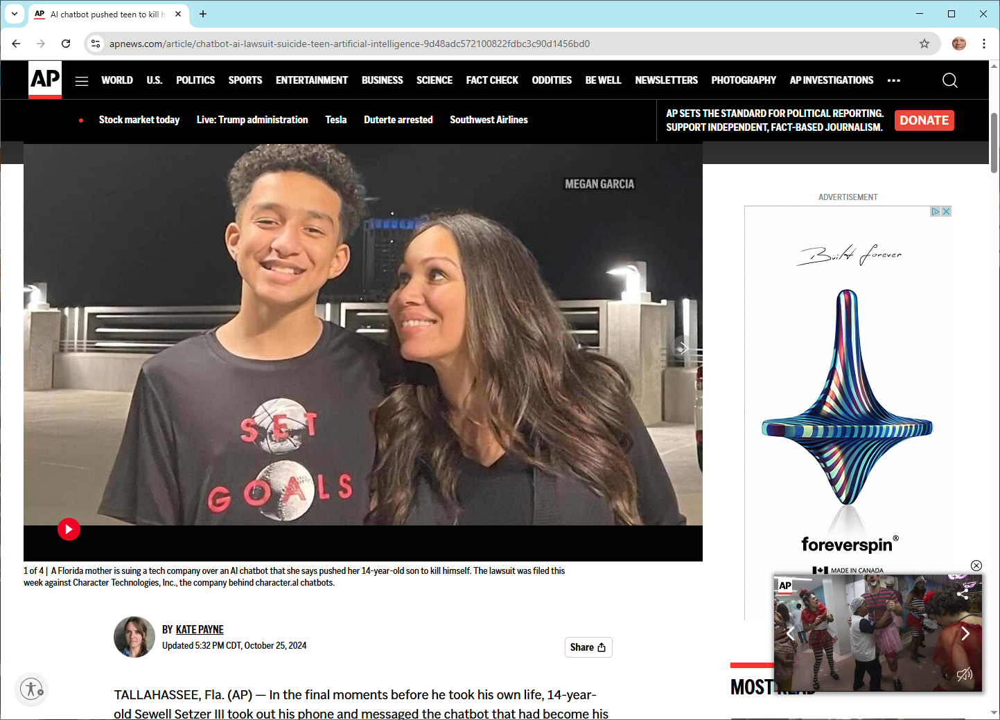 AP AI chatbot pushed teen to kill h
apnews.com/article/chatbot-ai-lawsuit-suicide-teen-artificial-intelligence-9d48adc572100822fdbc3c90d1456bd0
AP WORLD U.S. POLITICS SPORTS ENTERTAINMENT BUSINESS SCIENCE FACT CHECK ODDITIES BE WELL NEWSLETTERS PHOTOGRAPHY AP INVESTIGATIONS
Stock market today Live: Trump administration Tesla Duterte arrested Southwest Airlines
AP SETS THE STANDARD FOR POLITICAL REPORTING.
SUPPORT INDEPENDENT, FACT-BASED JOURNALISM.
DONATE
MEGAN GARCIA
SET
GOALS
1 of 4 | A Florida mother is suing a tech company over an AI chatbot that she says pushed her 14-year-old son to kill himself. The lawsuit was filed this
week against Character Technologies, Inc., the company behind character.aI chatbots.
BY KATE PAYNE
Updated 5:32 PM CDT, October 25, 2024
Share
TALLAHASSEE, Fla. (AP) — In the final moments before he took his own life, 14-year-
old Sewell Setzer III took out his phone and messaged the chatbot that had become his
ADVERTISEMENT
Built forever
foreverspin®
MADE IN CANADA
AP
MOST READ